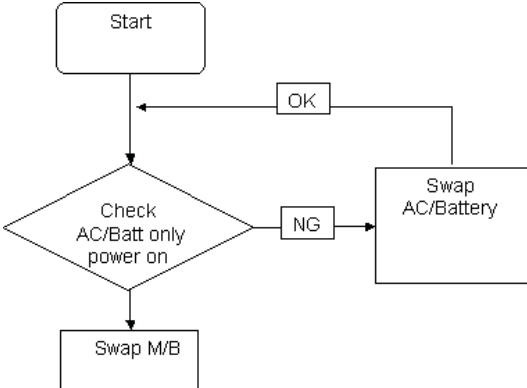 Start
OK
Swap
AC/Battery
Check
AC/Batt only
power on
NG
Swap M/B